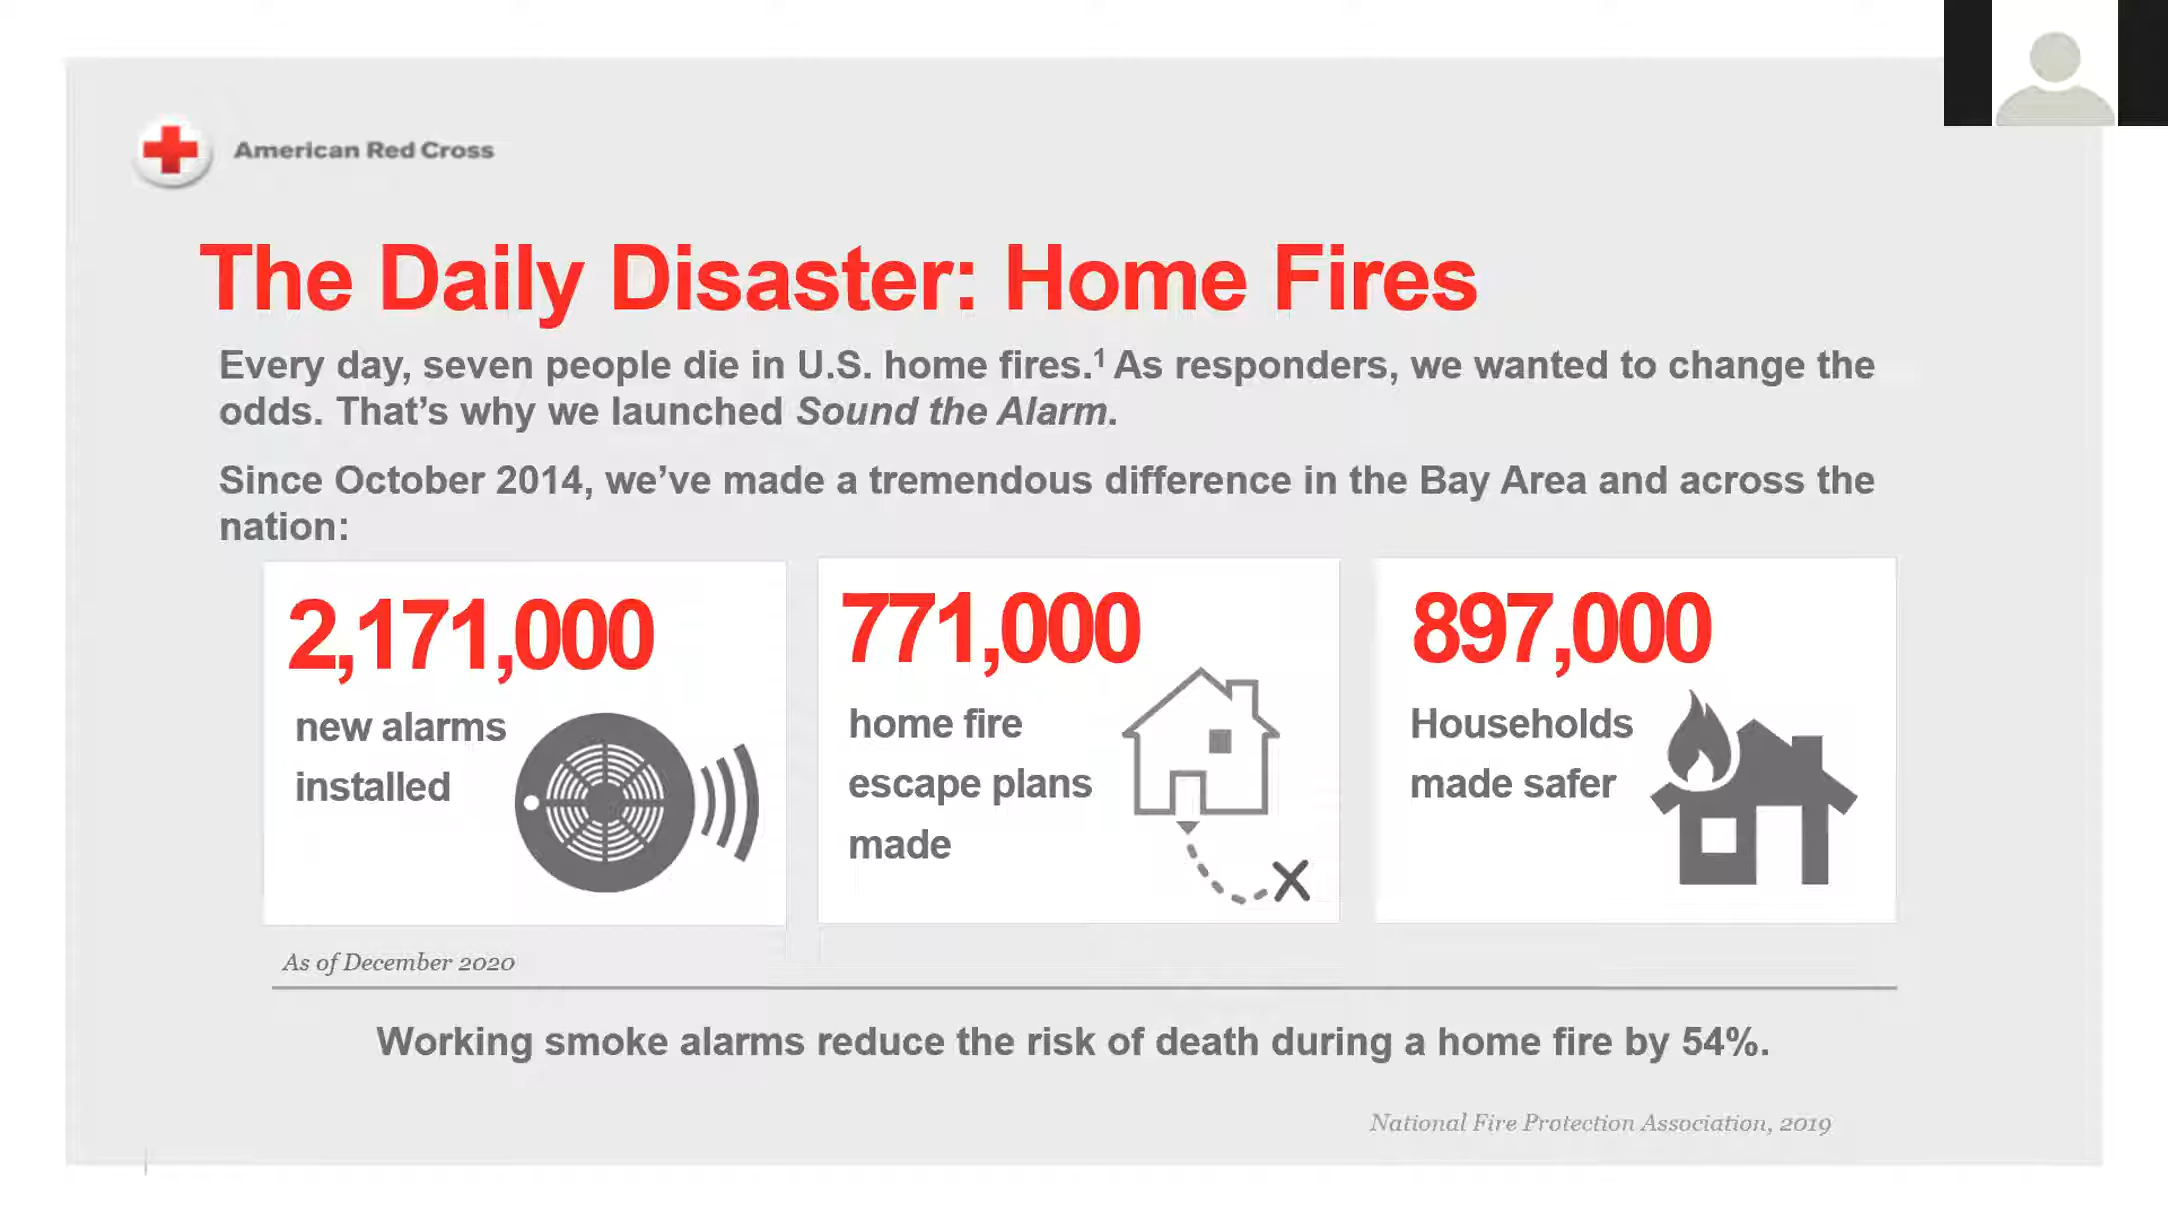 American Red Cross
The Daily Disaster: Home Fires
Every day, seven people die in U.S. home fires.¹ As responders, we wanted to change the
odds. That’s why we launched Sound the Alarm.
Since October 2014, we’ve made a tremendous difference in the Bay Area and across the
nation:
2,171,000
new alarms
installed
771,000
home fire
escape plans
made
897,000
Households
made safer
As of December 2020
Working smoke alarms reduce the risk of death during a home fire by 54%.
National Fire Protection Association, 2019